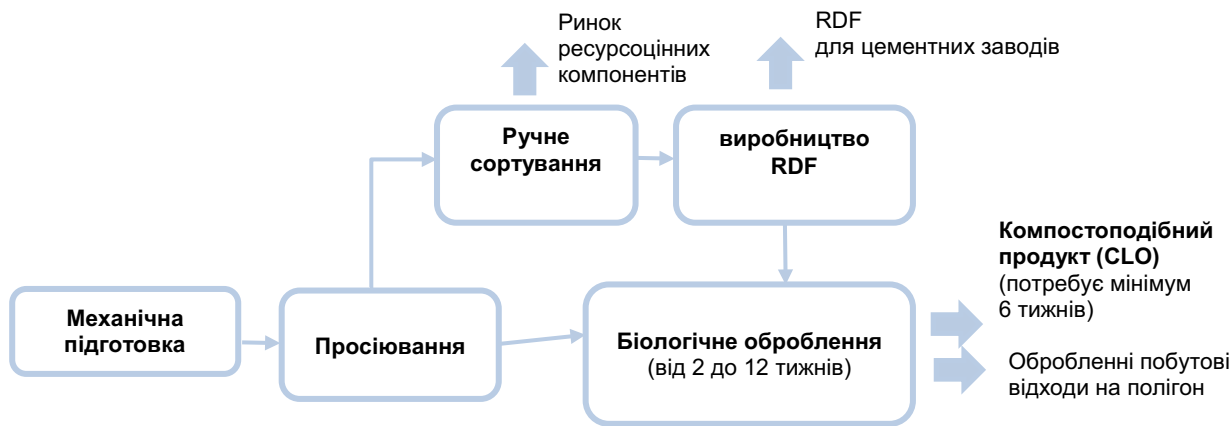 Ринок
ресурсоцінних
компонентів
RDF
для цементних заводів
Ручне
сортування
виробництво
RDF
Компостоподібний
продукт (CLO)
(потребує мінімум
6 тижнів)
Механічна
підготовка
Просіювання
Біологічне оброблення
(від 2 до 12 тижнів)
Обробленні побутові
відходи на полігон